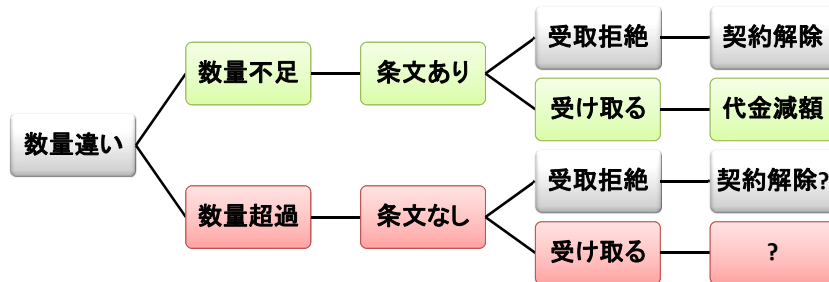 数量違い
数量不足
条文あり
受取拒絶
契約解除
受け取る
代金減額
数量超過
条文なし
受取拒絶
契約解除?
受け取る
?